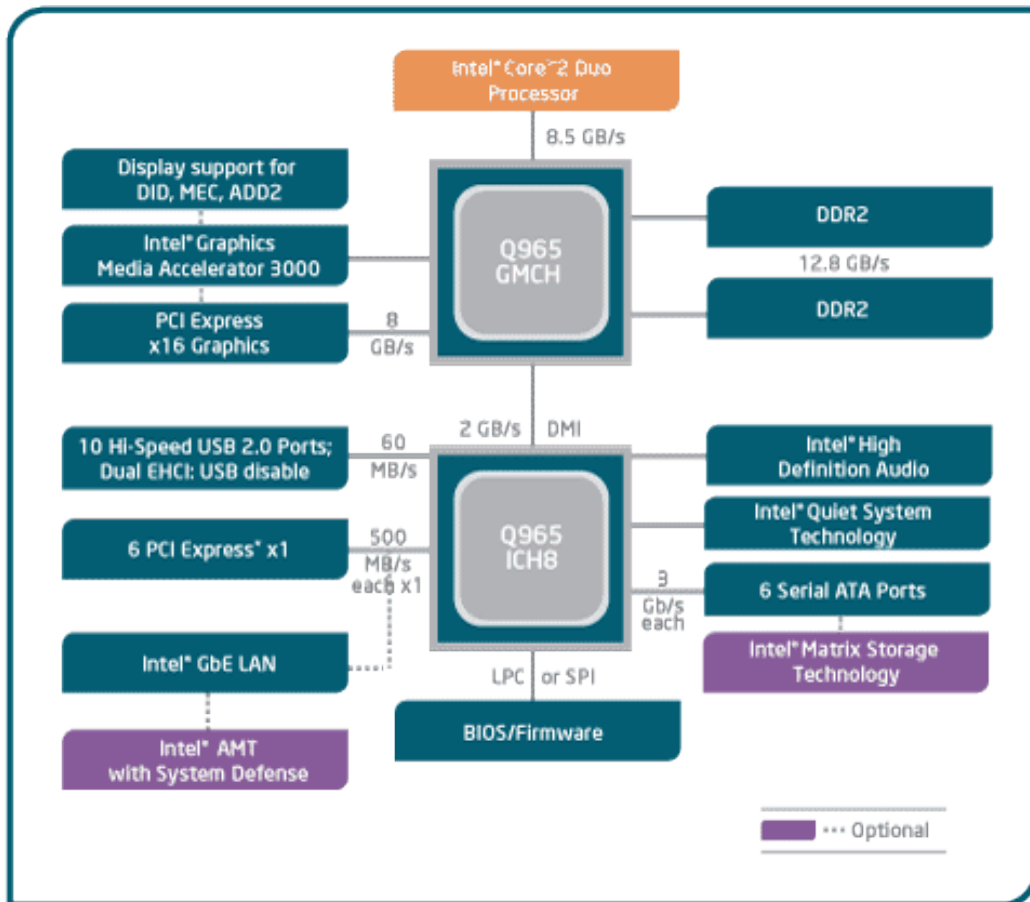 Intel® Core™2 Duo
Processor
8.5 GB/s
Display support for
DID, MEC, ADD2
Intel® Graphics
Media Accelerator 3000
PCI Express
x16 Graphics
8
GB/s
Q965
GMCH
DDR2
12.8 GB/s
DDR2
2 GB/s DMI
10 Hi-Speed USB 2.0 Ports;
Dual EHCI: USB disable
60
MB/s
6 PCI Express* x1
500
MB/s
each x1
Intel® GbE LAN
Intel® AMT
with System Defense
Q965
ICH8
Intel® High
Definition Audio
Intel® Quiet System
Technology
3
Gb/s
each
6 Serial ATA Ports
Intel® Matrix Storage
Technology
LPC or SPI
BIOS/Firmware
Optional